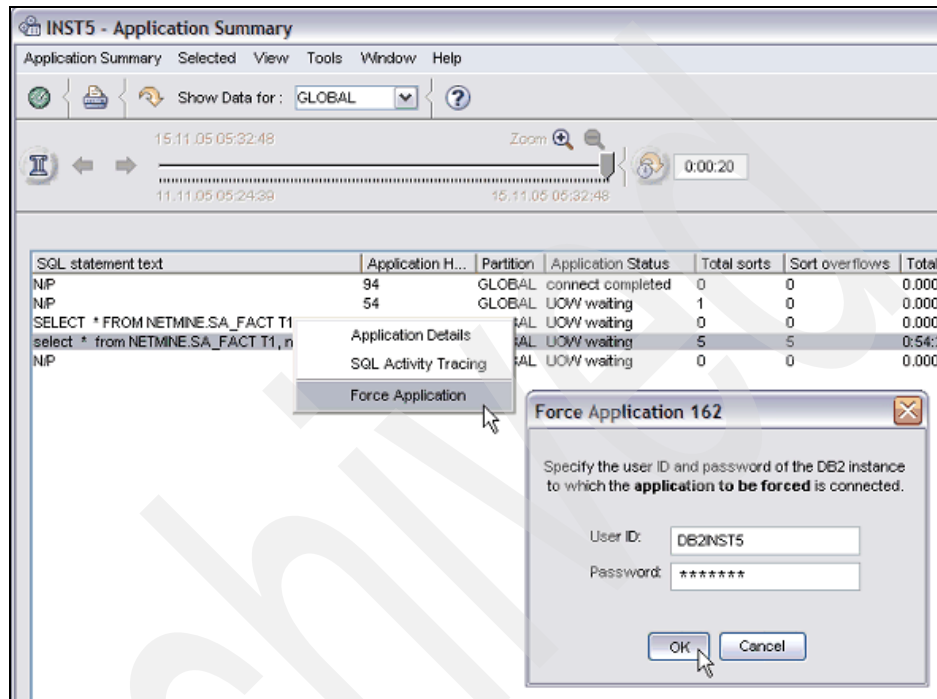 INST5 - Application Summary
Application Summary Selected View Tools Window Help
Show Data for : GLOBAL
15.11.05 05:32:48 Zoom
0:00:20
11.11.05 05:24:39 15.11.05 05:32:48
SQL statement text Application H... Partition Application Status Total sorts Sort overflows Total
N/P 94 GLOBAL connect completed 0 0 0.000
N/P 54 GLOBAL UOW waiting 1 0 0.000
SELECT * FROM NETMINE.SA_FACT T1 AL UOW waiting 0 0 0.000
select * from NETMINE.SA_FACT T1, n AL UOW waiting 5 5 0:54:
N/P AL UOW waiting 0 0 0.000
Application Details
SQL Activity Tracing
Force Application
Force Application 162
Specify the user ID and password of the DB2 instance
to which the application to be forced is connected.
User ID: DB2INST5
Password: *******
OK Cancel